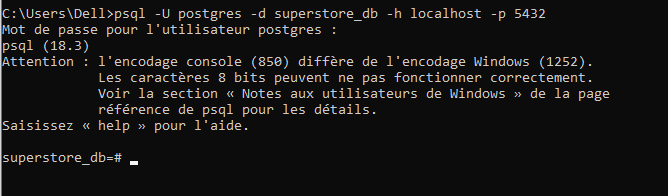 C:\Users\Dell>psql -U postgres -d superstore_db -h localhost -p 5432
Mot de passe pour l'utilisateur postgres :
psql (18.3)
Attention : l'encodage console (850) diffère de l'encodage Windows (1252).
            Les caractères 8 bits peuvent ne pas fonctionner correctement.
            Voir la section « Notes aux utilisateurs de Windows » de la page
            référence de psql pour les détails.
Saisissez « help » pour l'aide.

superstore_db=#